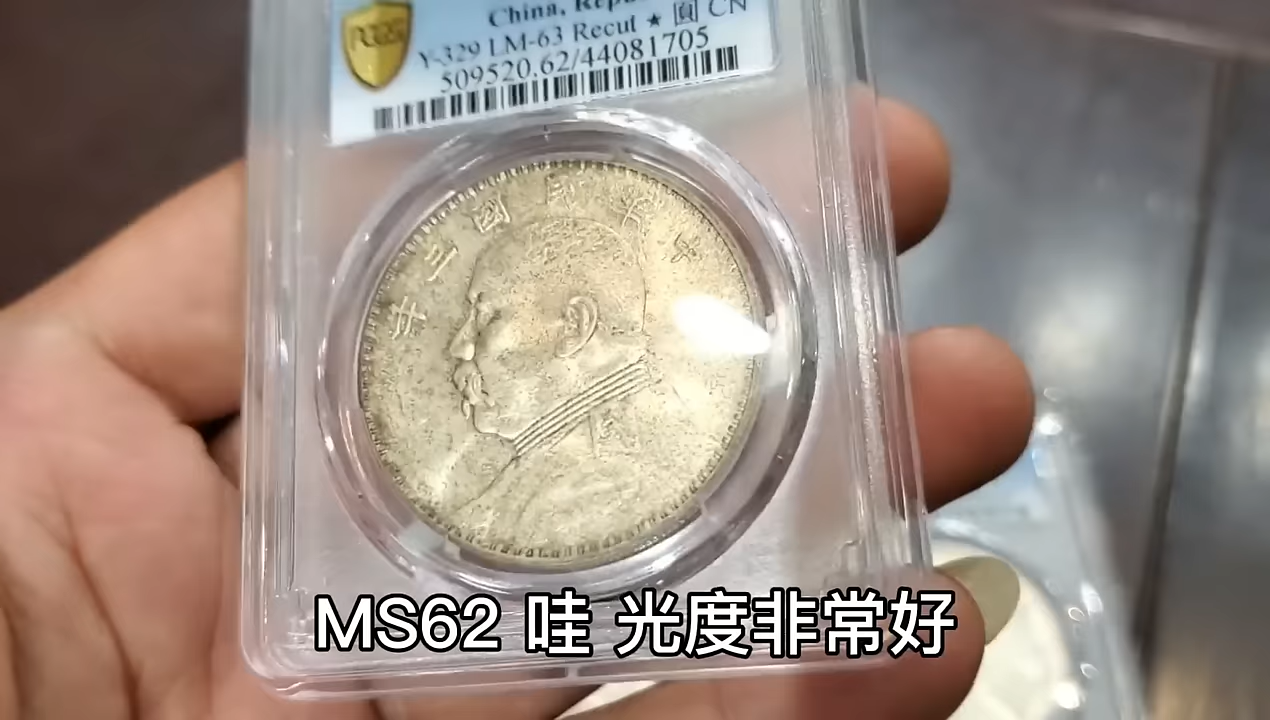 China, Repu
PCGS
Y-329 LM-63 Recut ★ 圓 CN
509520.62/44081705
中華民國三年
MS62 哇 光度非常好